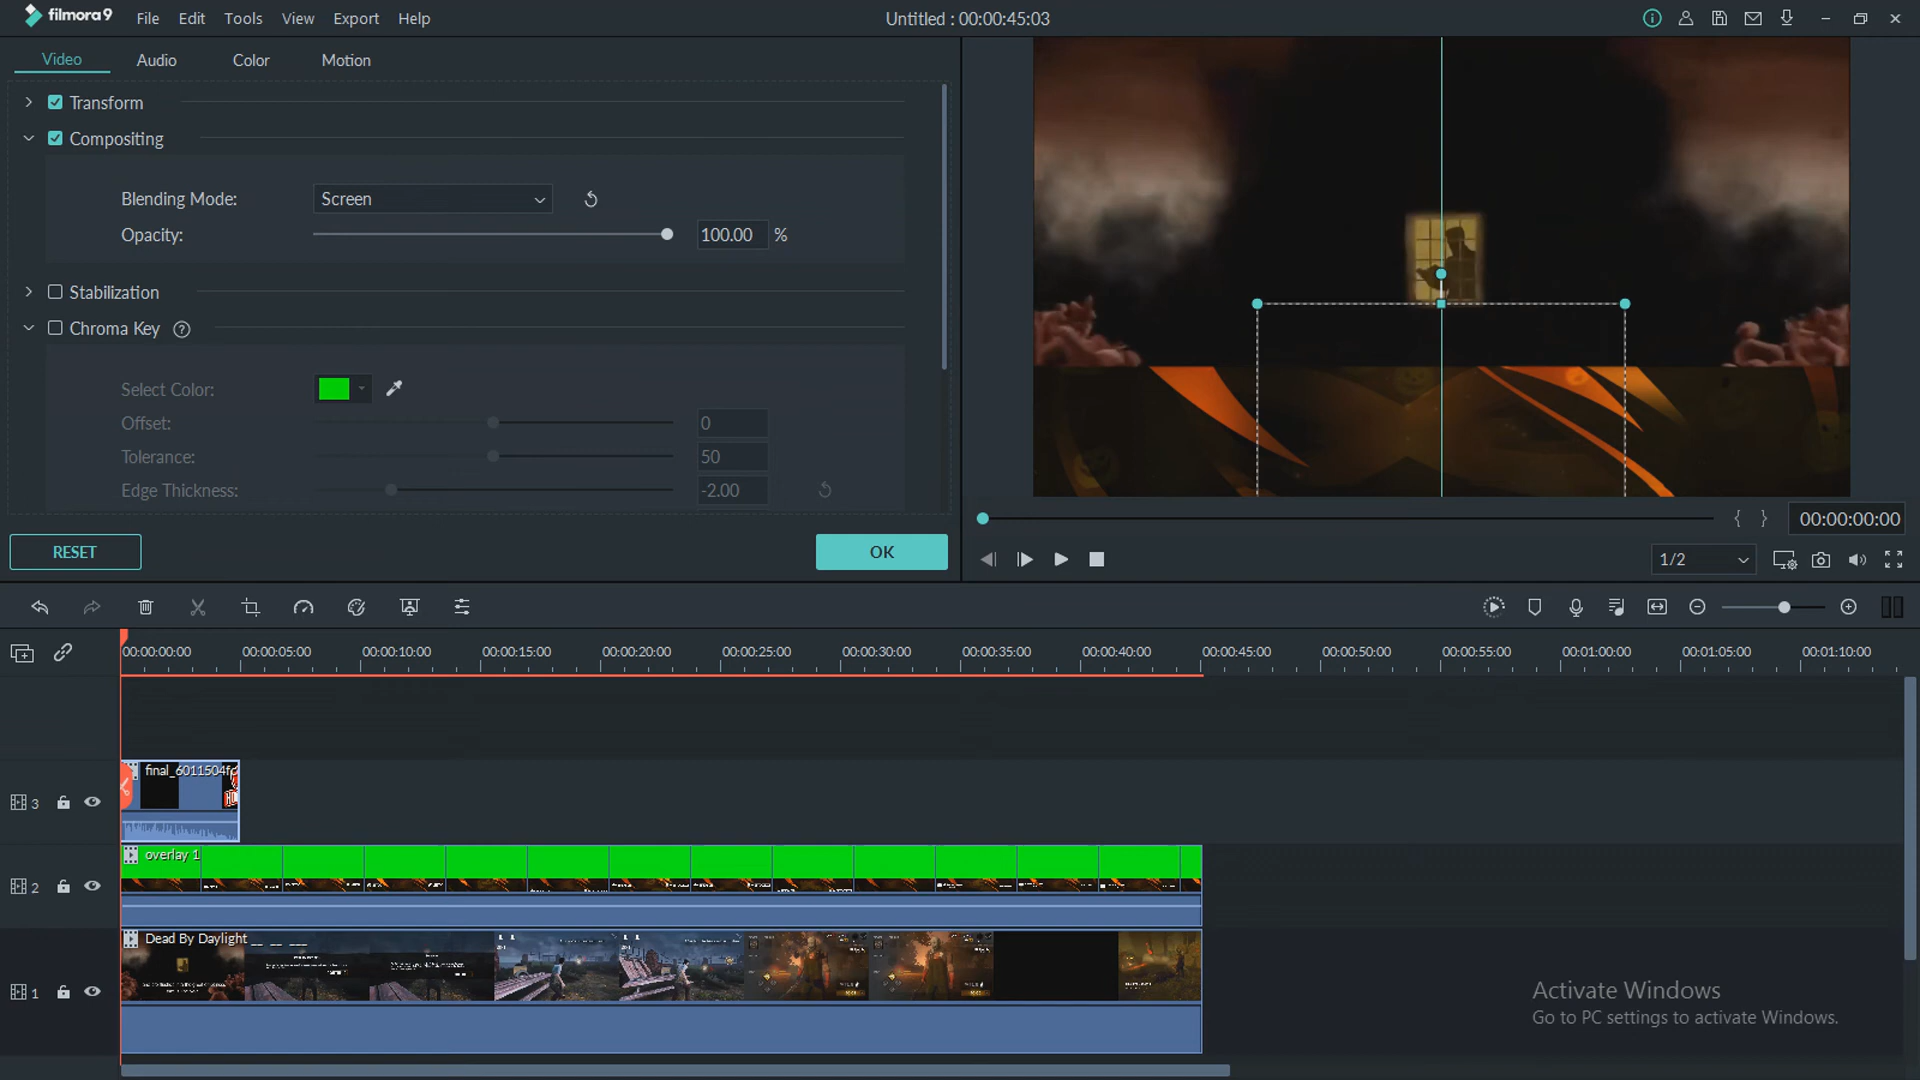 filmora9 File Edit Tools View Export Help Untitled : 00:00:45:03
Video Audio Color Motion
Transform
Compositing
Blending Mode: Screen
Opacity: 100.00 %
Stabilization
Chroma Key ?
Select Color:
Offset: 0
Tolerance: 50
Edge Thickness: -2.00
RESET OK
{ } 00:00:00:00
1/2
00:00:00:00 00:00:05:00 00:00:10:00 00:00:15:00 00:00:20:00 00:00:25:00 00:00:30:00 00:00:35:00 00:00:40:00 00:00:45:00 00:00:50:00 00:00:55:00 00:01:00:00 00:01:05:00 00:01:10:00
final_6011504fc
3
overlay 1
2
Dead By Daylight __ __ ___
1
Activate Windows
Go to PC settings to activate Windows.